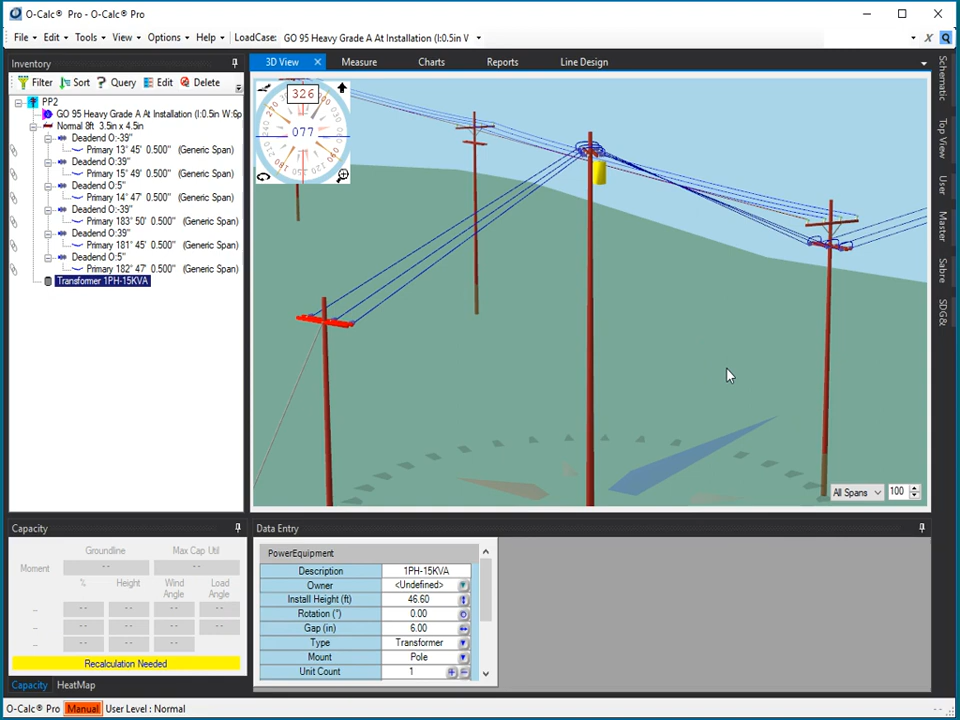 O-Calc® Pro - O-Calc® Pro
File Edit Tools View Options Help LoadCase: GO 95 Heavy Grade A At Installation (I:0.5in V
Inventory
Filter Sort ? Query Edit Delete
PP2
GO 95 Heavy Grade A At Installation (I:0.5in W:6p
Normal 8ft 3.5in x 4.5in
Deadend O:-39"
Primary 13° 45' 0.500" (Generic Span)
Deadend O:39"
Primary 15° 49' 0.500" (Generic Span)
Deadend O:5"
Primary 14° 47' 0.500" (Generic Span)
Deadend O:-39"
Primary 183° 50' 0.500" (Generic Span)
Deadend O:39"
Primary 181° 45' 0.500" (Generic Span)
Deadend O:5"
Primary 182° 47' 0.500" (Generic Span)
Transformer 1PH-15KVA
3D View Measure Charts Reports Line Design
326
077
All Spans 100
Schematic
Top View
User
Master
Sabre
SDG&
Capacity
Groundline Max Cap Util
Moment -- --
% Height Wind Angle Load Angle
-- -- -- -- --
-- -- -- -- --
-- -- -- --
Recalculation Needed
Capacity HeatMap
Data Entry
PowerEquipment
Description 1PH-15KVA
Owner <Undefined>
Install Height (ft) 46.60
Rotation (°) 0.00
Gap (in) 6.00
Type Transformer
Mount Pole
Unit Count 1
O-Calc® Pro Manual User Level : Normal